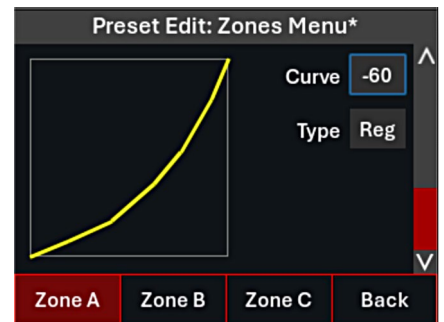 Preset Edit: Zones Menu*
Curve -60
Type Reg
Zone A Zone B Zone C Back